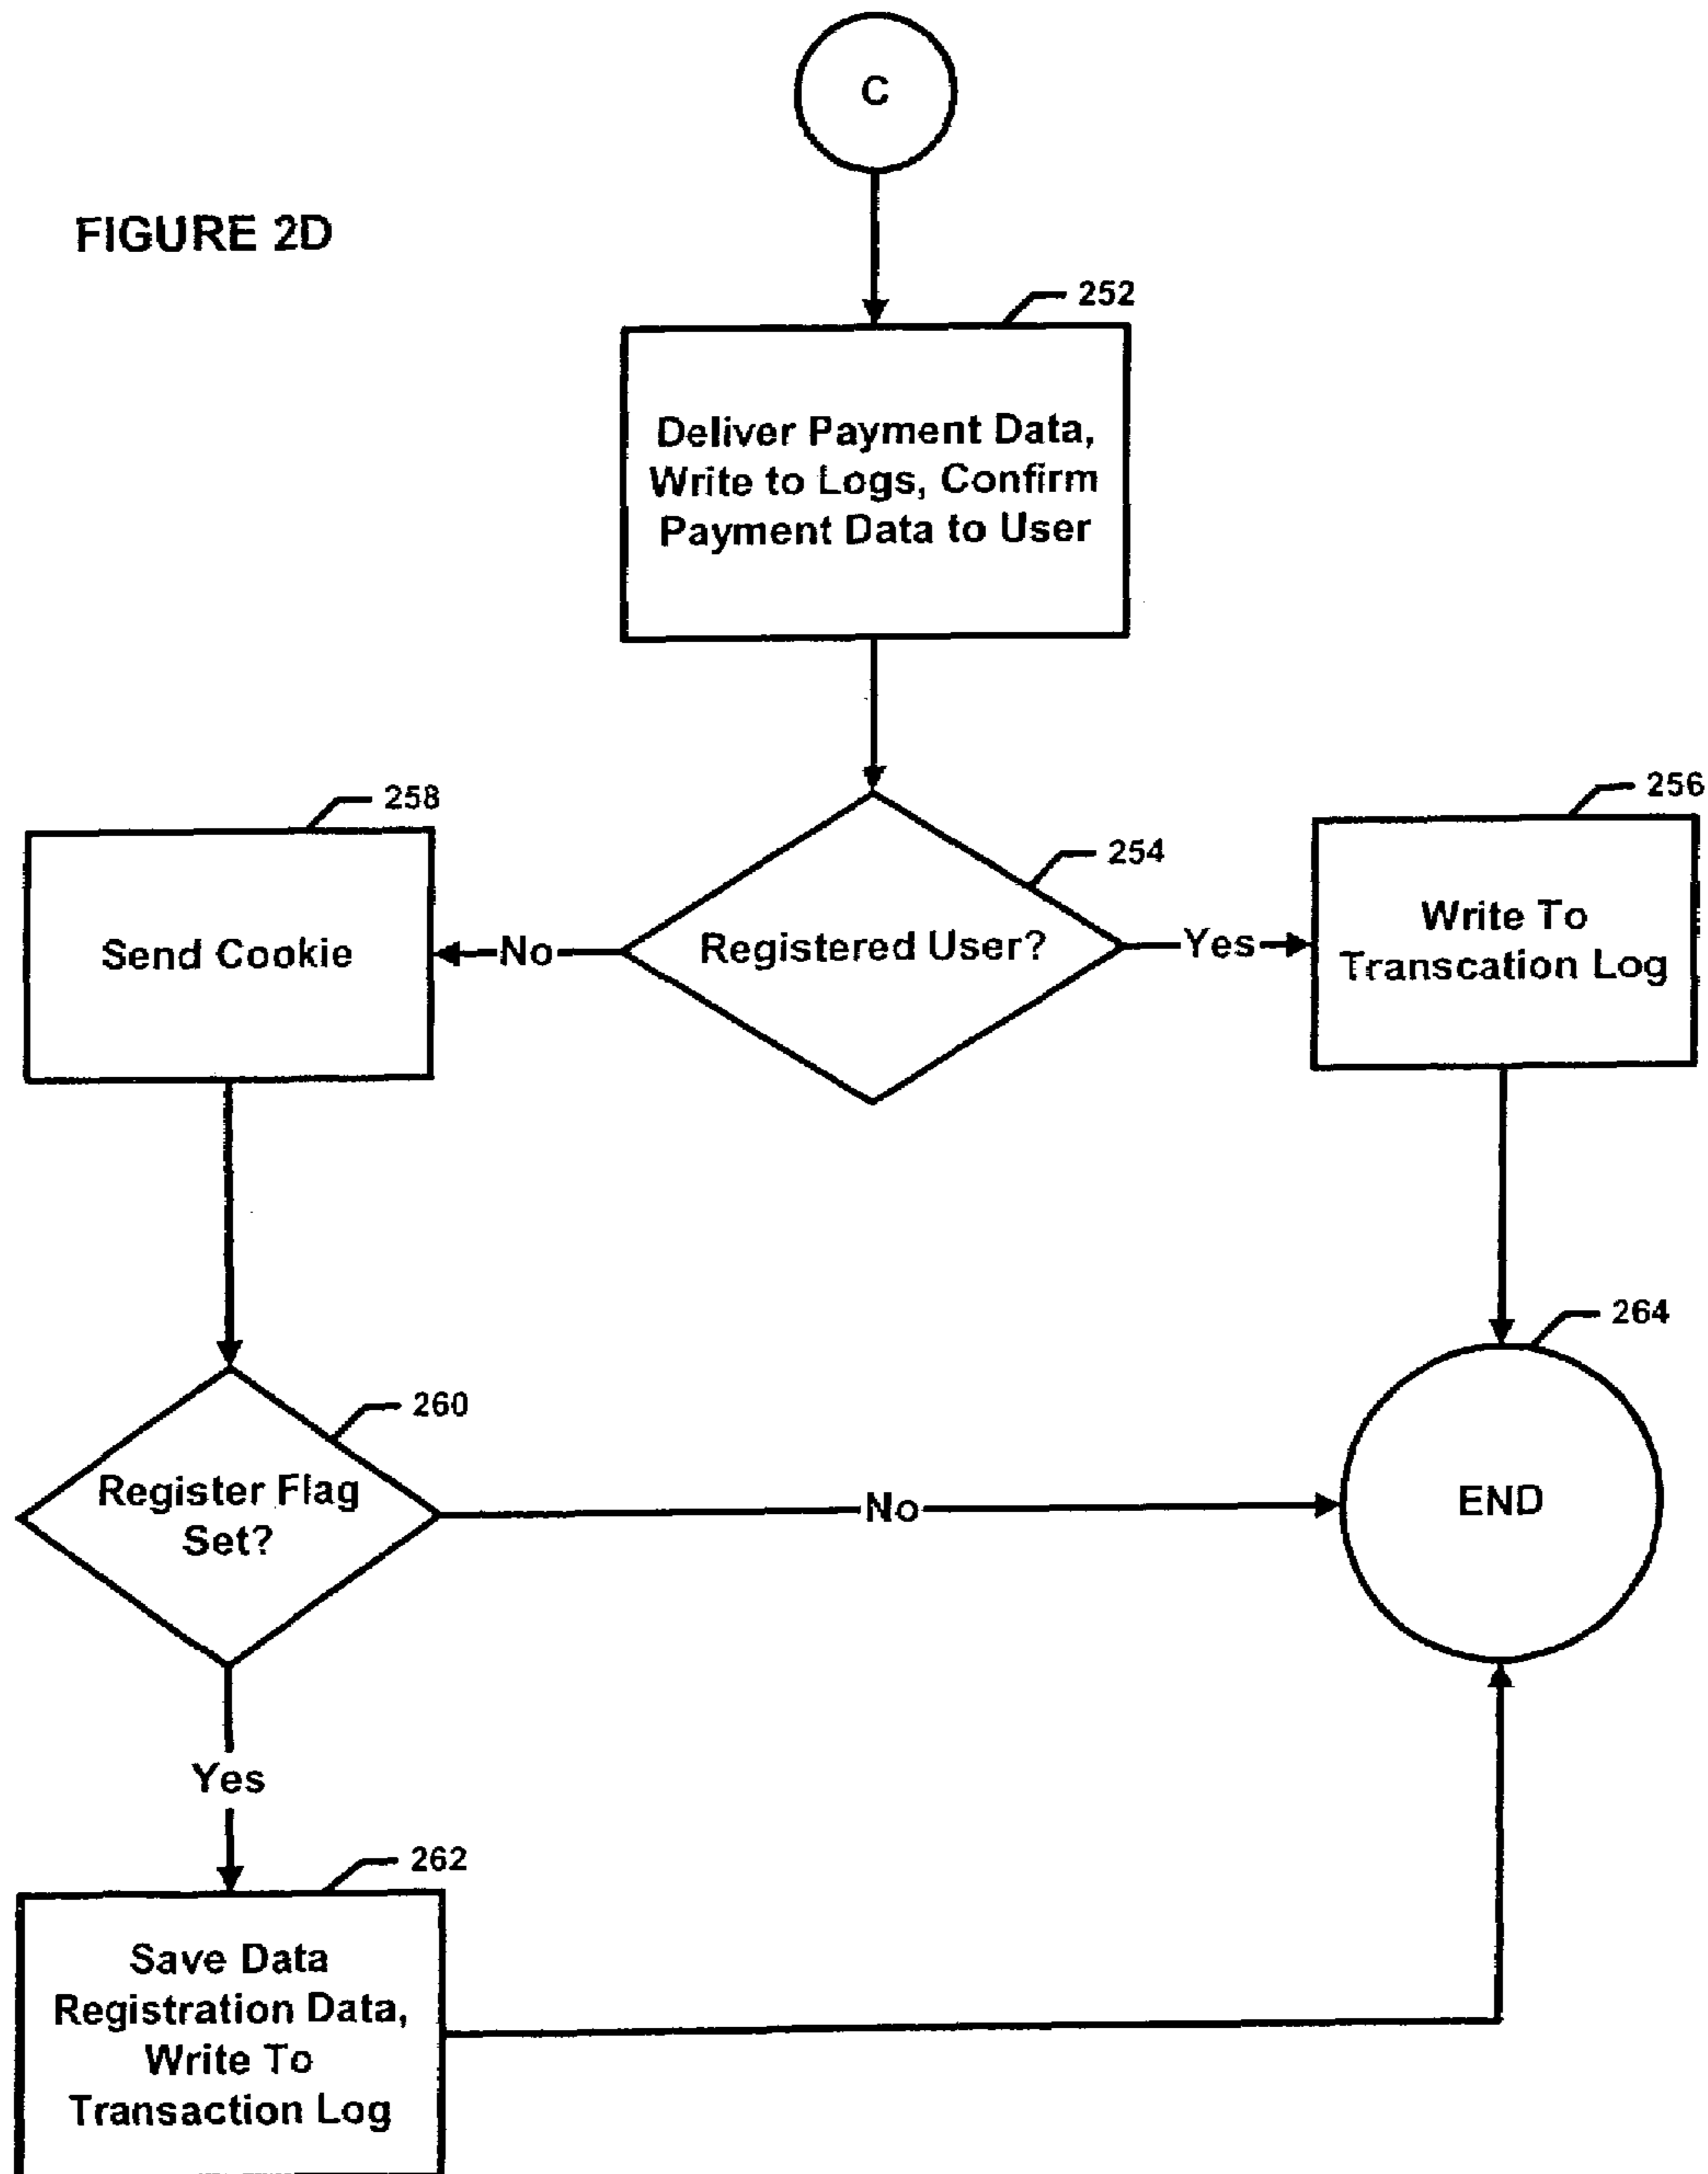 C
FIGURE 2D
252
Deliver Payment Data,
Write to Logs, Confirm
Payment Data to User
258
256
254
Send Cookie
No
Registered User?
Yes
Write To
Transcation Log
264
260
Register Flag
Set?
No
END
Yes
262
Save Data
Registration Data,
Write To
Transaction Log